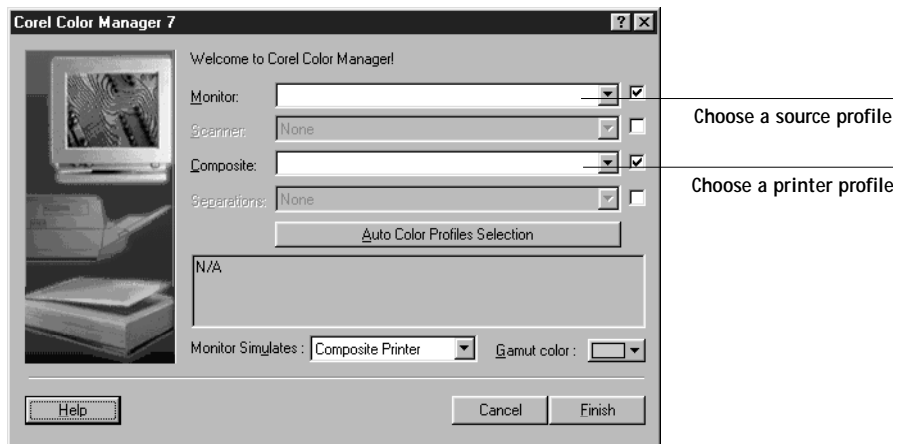 Corel Color Manager 7
Welcome to Corel Color Manager!
Monitor:
Choose a source profile
Scanner: None
Composite:
Choose a printer profile
Separations: None
Auto Color Profiles Selection
N/A
Monitor Simulates : Composite Printer Gamut color :
Help Cancel Finish